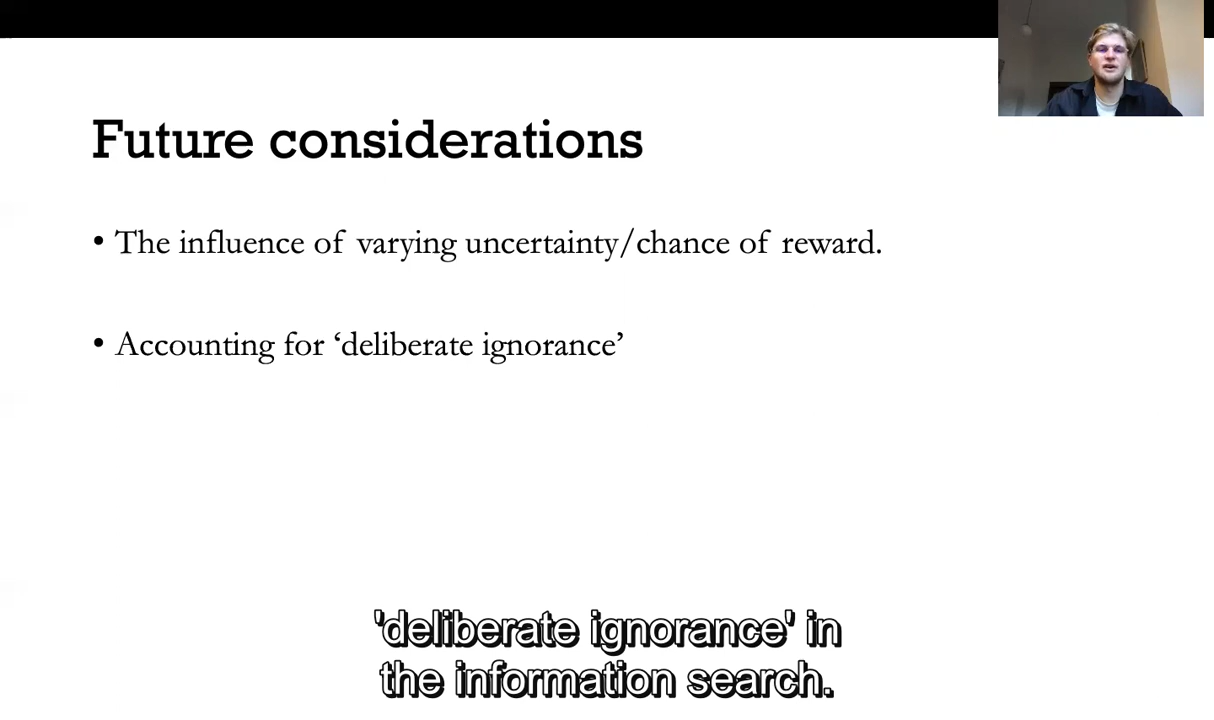 Future considerations
• The influence of varying uncertainty/chance of reward.
• Accounting for ‘deliberate ignorance’
'deliberate ignorance' in
the information search.